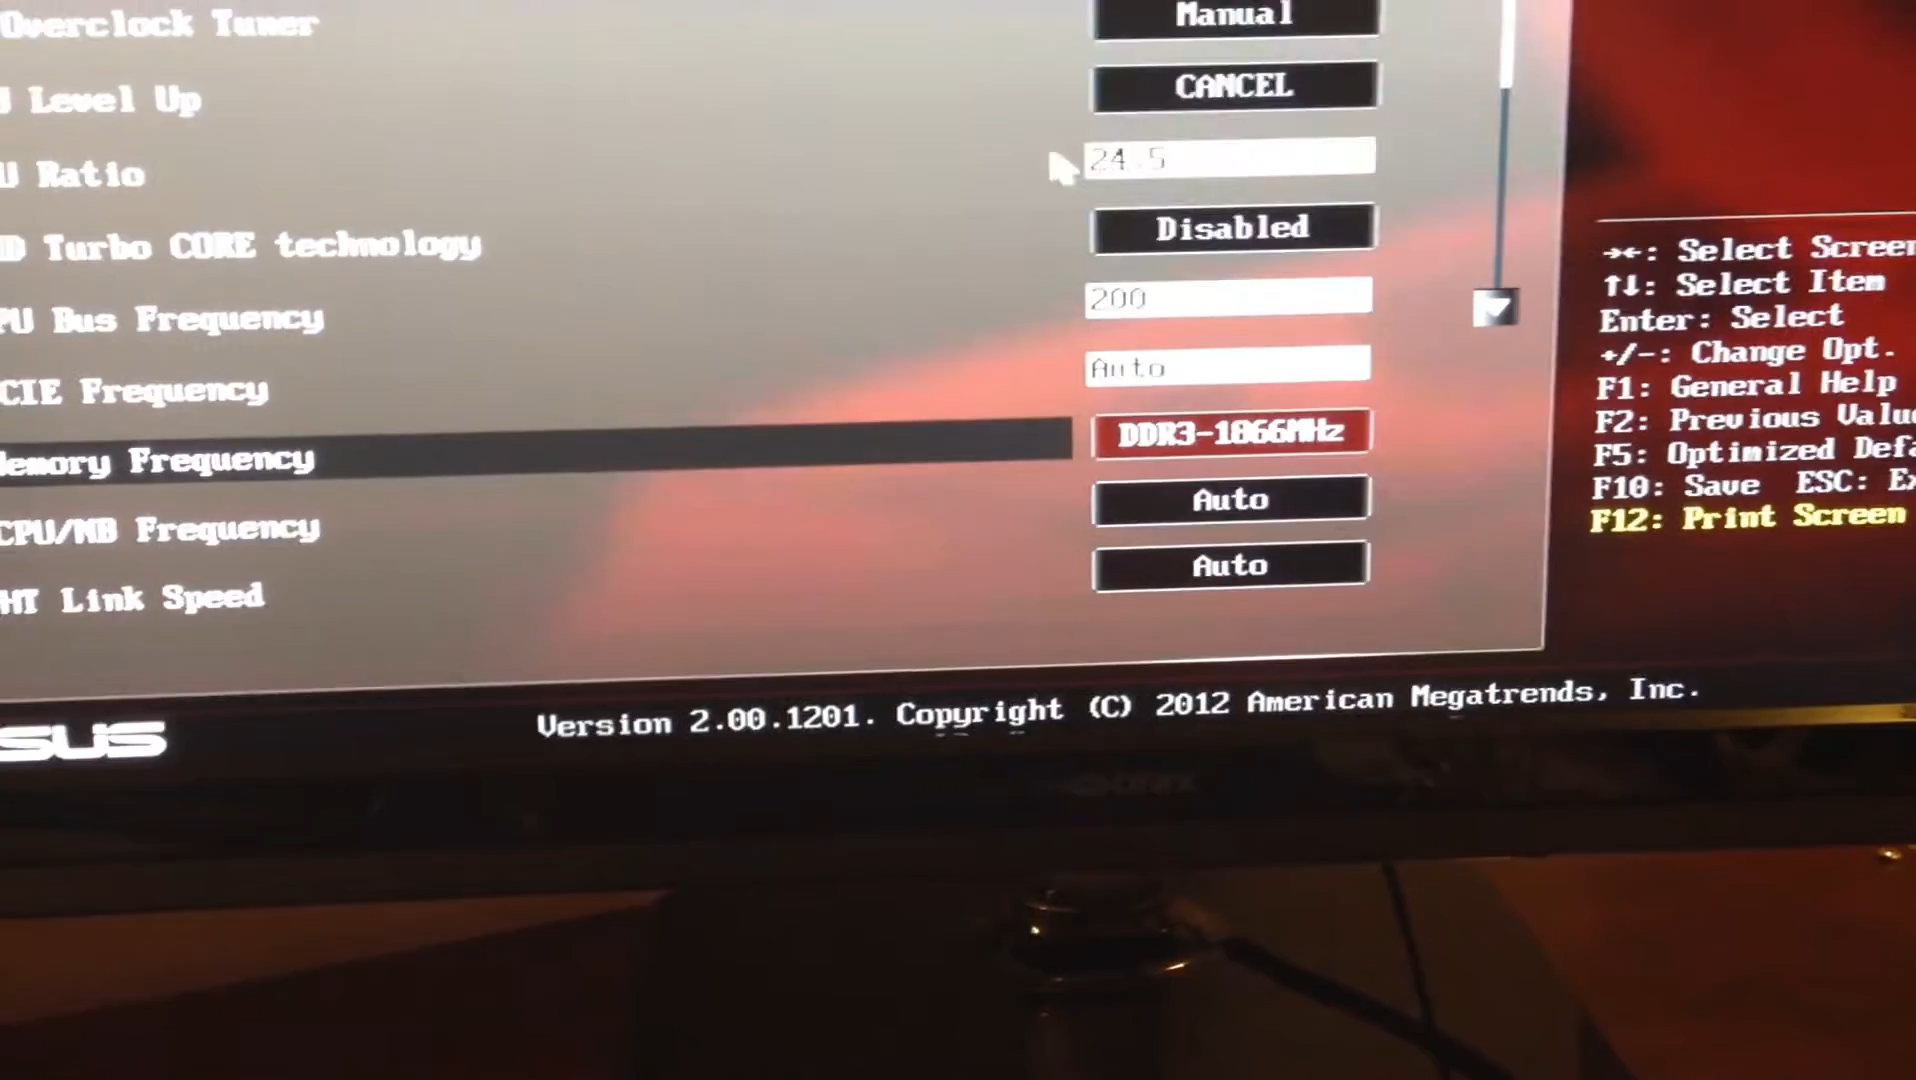 Overclock Tuner Manual
Level Up CANCEL
U Ratio 24.5
D Turbo CORE technology Disabled
PU Bus Frequency 200
CIE Frequency Auto
emory Frequency DDR3-1866MHz
CPU/NB Frequency Auto
HT Link Speed Auto
→←: Select Screen
↑↓: Select Item
Enter: Select
+/-: Change Opt.
F1: General Help
F2: Previous Valu
F5: Optimized Defa
F10: Save ESC: Ex
F12: Print Screen
SUS
Version 2.00.1201. Copyright (C) 2012 American Megatrends, Inc.